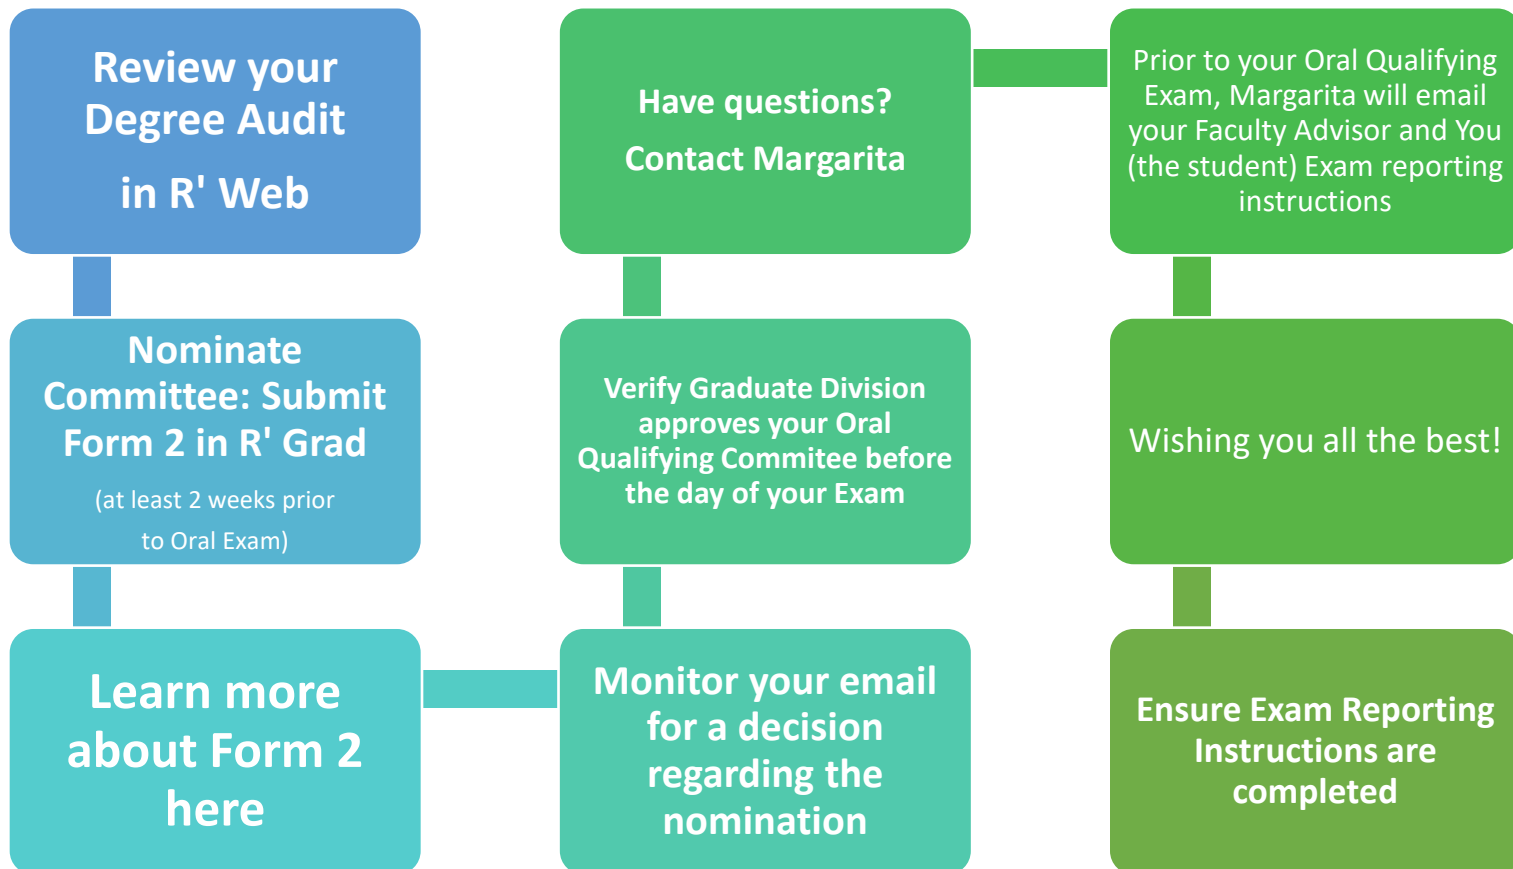 Review your
Degree Audit
in R' Web
Nominate
Committee: Submit
Form 2 in R' Grad
(at least 2 weeks prior
to Oral Exam)
Learn more
about Form 2
here
Monitor your email
for a decision
regarding the
nomination
Verify Graduate Division
approves your Oral
Qualifying Commitee before
the day of your Exam
Have questions?
Contact Margarita
Prior to your Oral Qualifying
Exam, Margarita will email
your Faculty Advisor and You
(the student) Exam reporting
instructions
Wishing you all the best!
Ensure Exam Reporting
Instructions are
completed